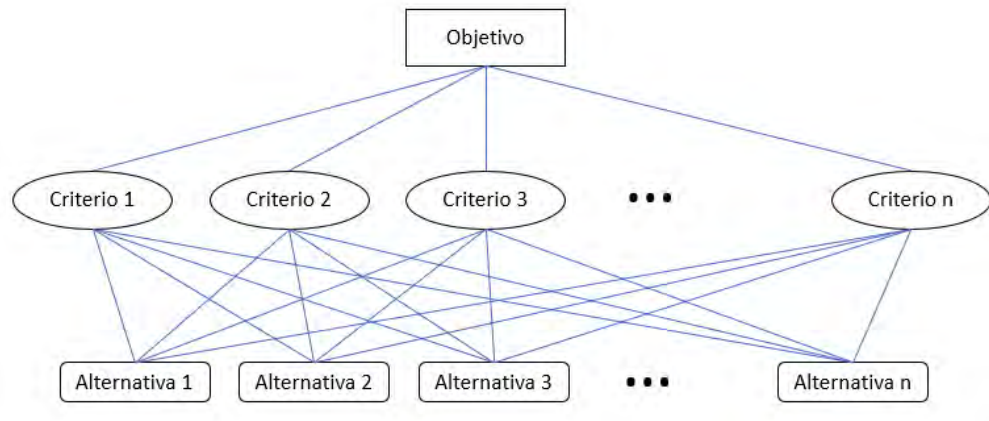 Objetivo
Criterio 1 Criterio 2 Criterio 3 ... Criterio n
Alternativa 1 Alternativa 2 Alternativa 3 ... Alternativa n